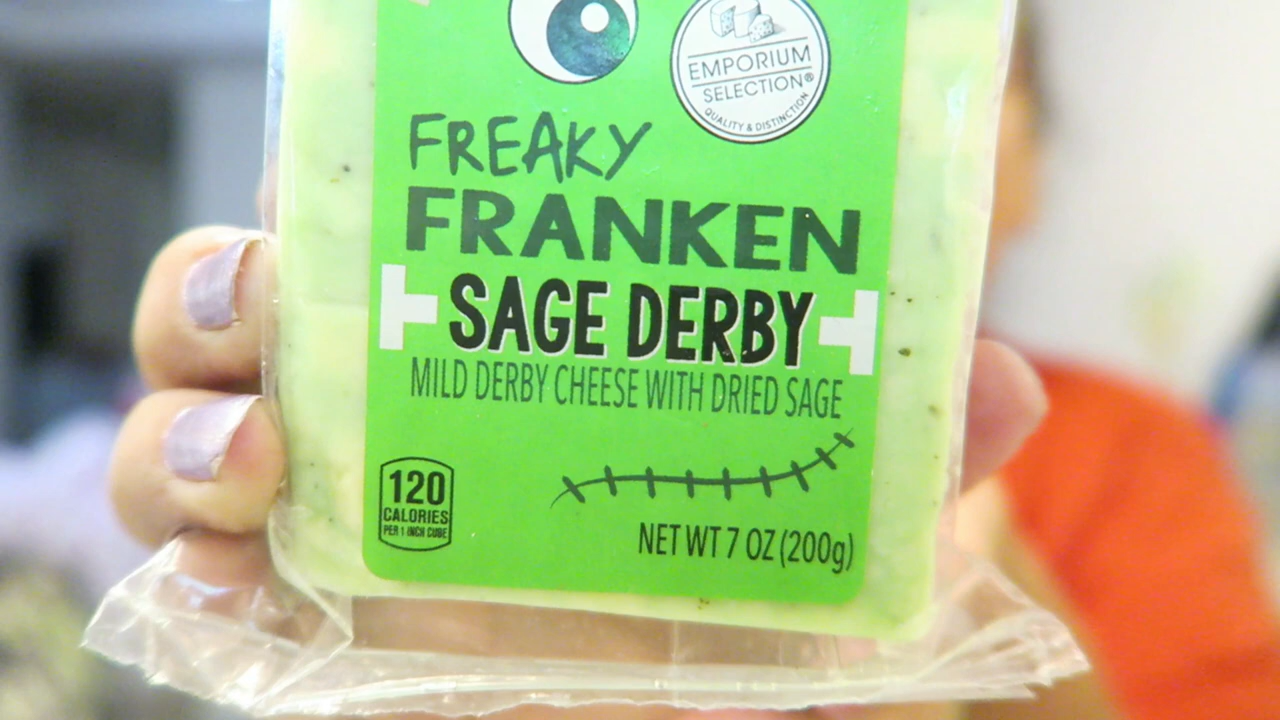 EMPORIUM
SELECTION®
QUALITY & DISTINCTION
FREAKY
FRANKEN
SAGE DERBY
MILD DERBY CHEESE WITH DRIED SAGE
120
CALORIES
PER 1 INCH CUBE
NET WT 7 OZ (200g)